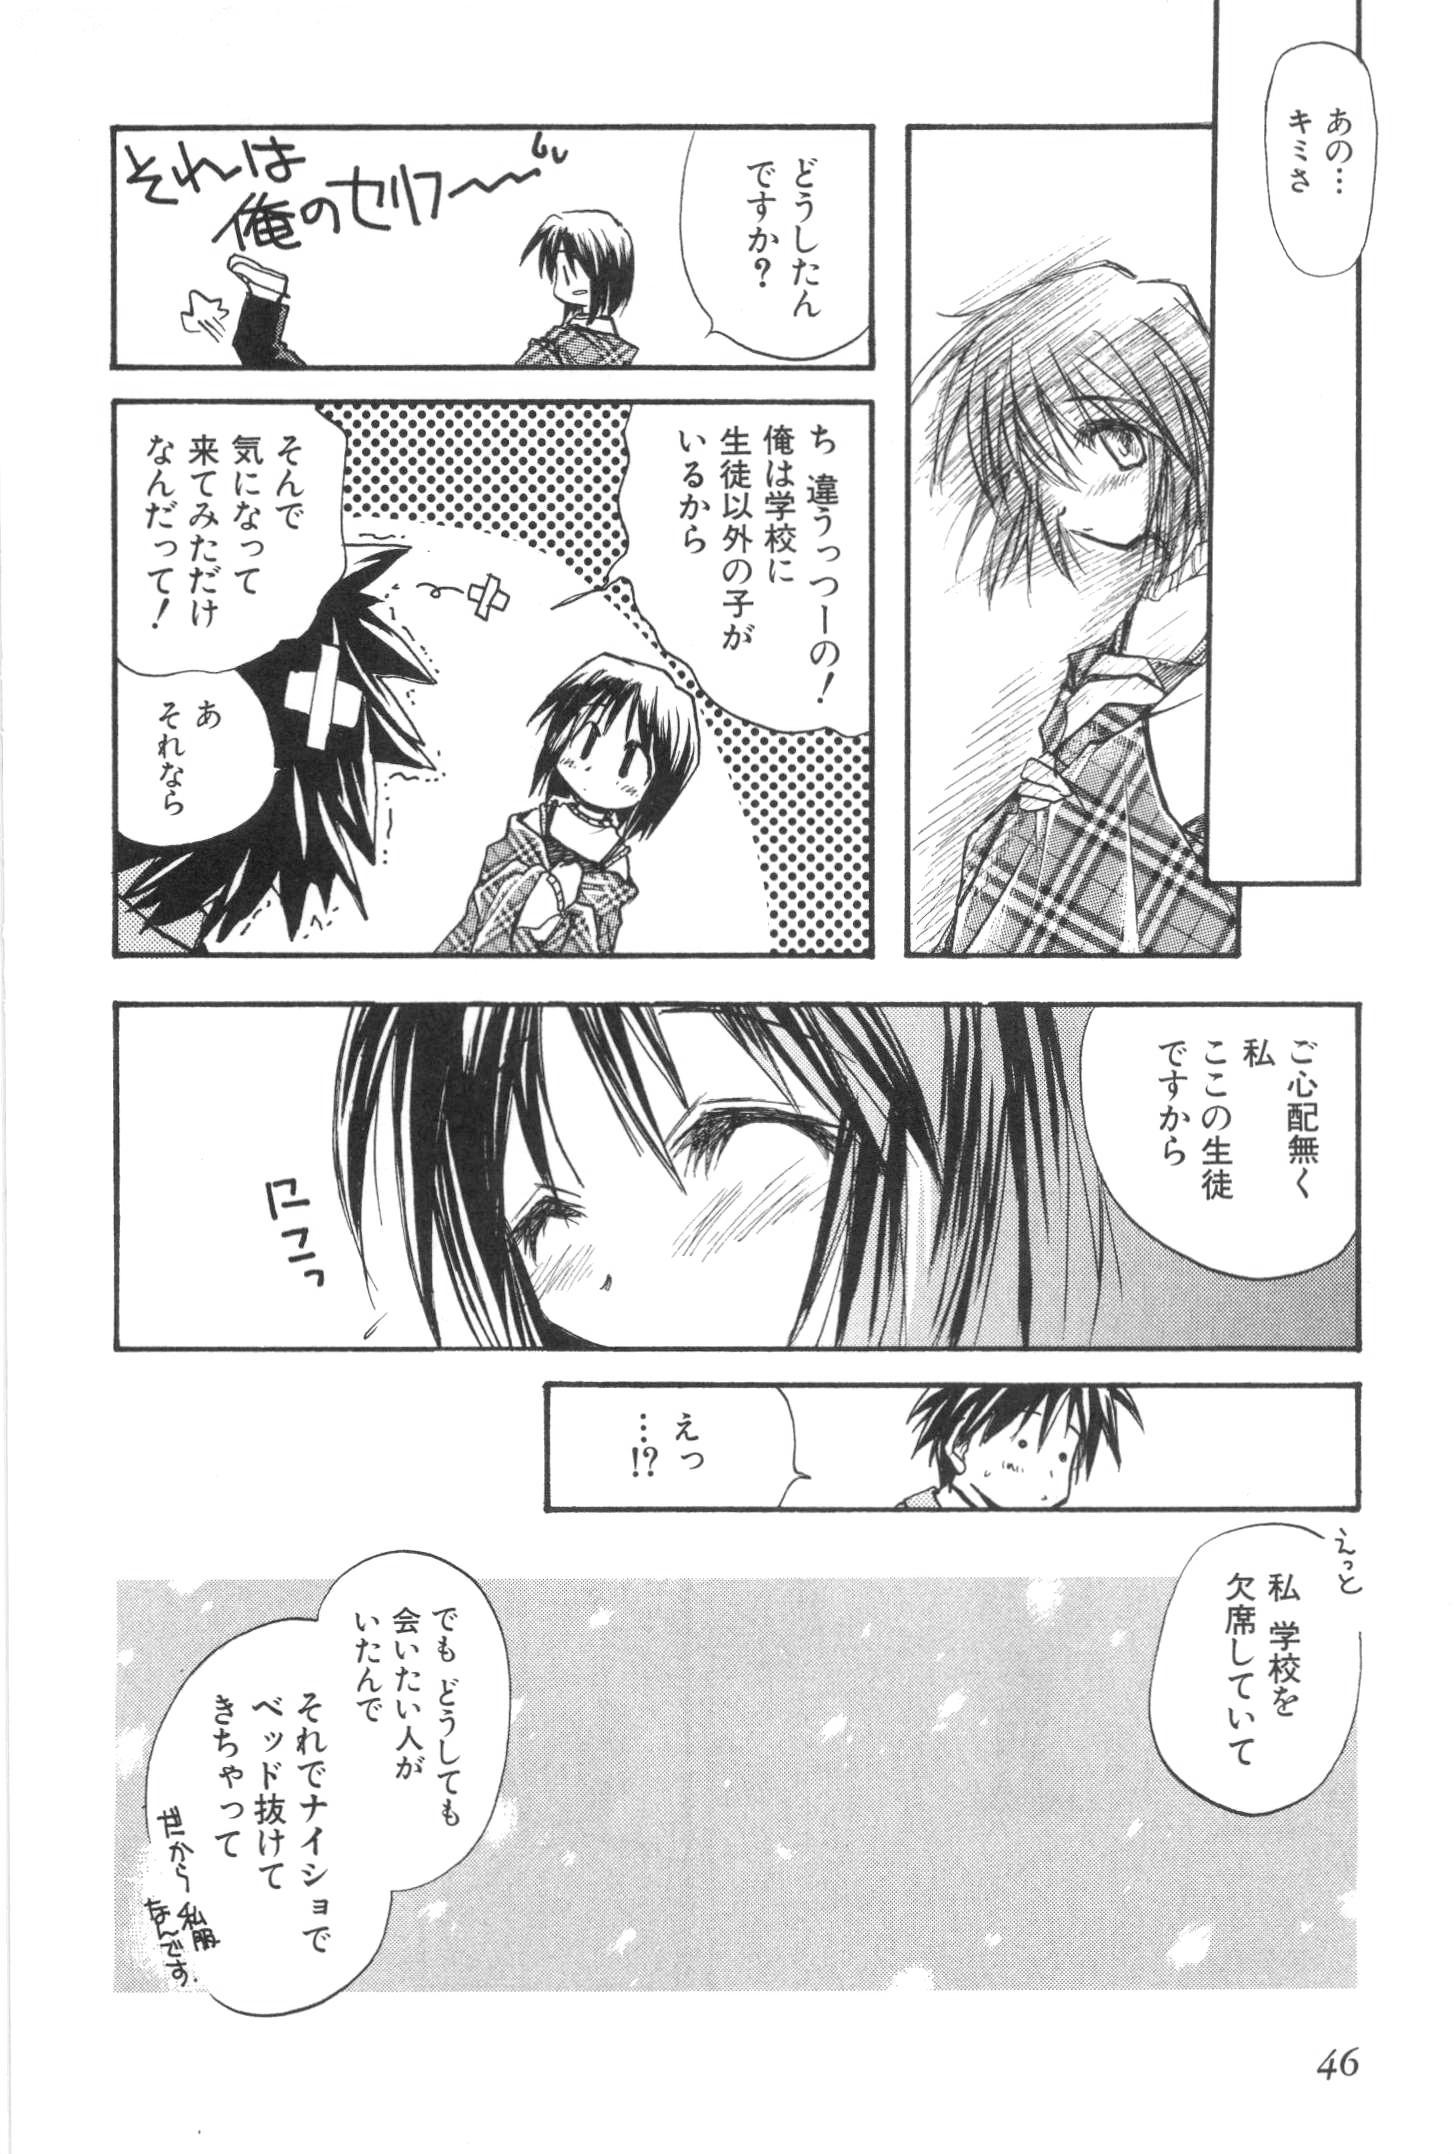 あの…
キミさ
どうしたん
ですか?
それは
俺のセリフ〜〜
ち 違うっつーの!
俺は学校に
生徒以外の子が
いるから
そんで
気になって
来てみただけ
なんだって!
あ
それなら
ご心配無く
私
ここの生徒
ですから
ニコっ
えっ
…!?
えっと
私 学校を
欠席していて
でも どうしても
会いたい人が
いたんで
それでナイショで
ベッド抜けて
きちゃって
だから 私服
なんです
46